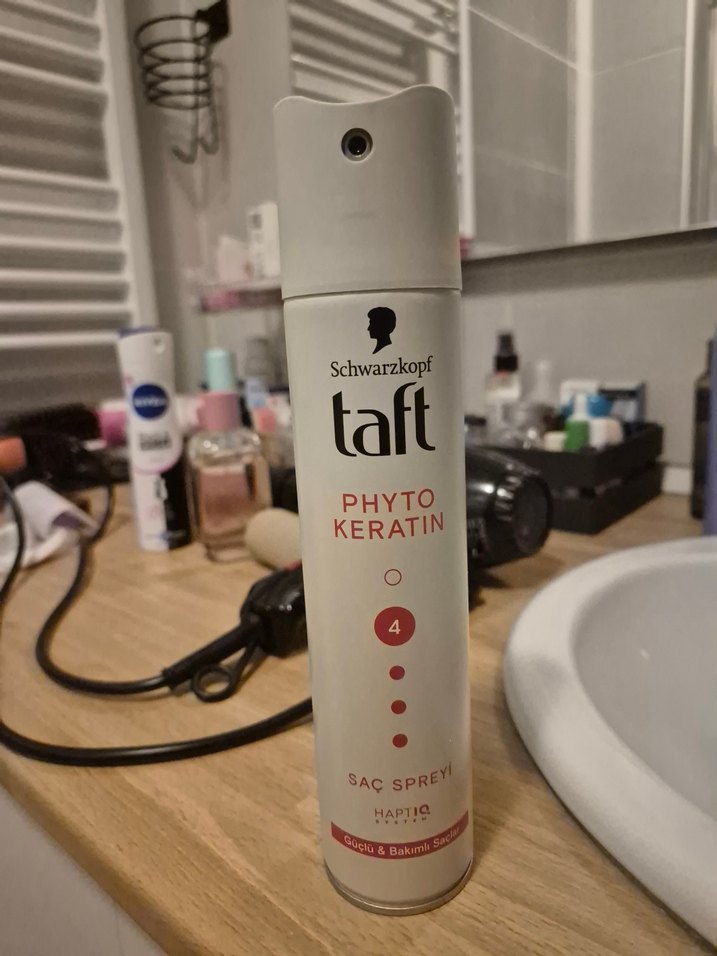 Schwarzkopf
taft
PHYTO
KERATIN
4
SAÇ SPREYİ
HAPTIQ
SYSTEM
Güçlü & Bakımlı Saçlar
NIVEA